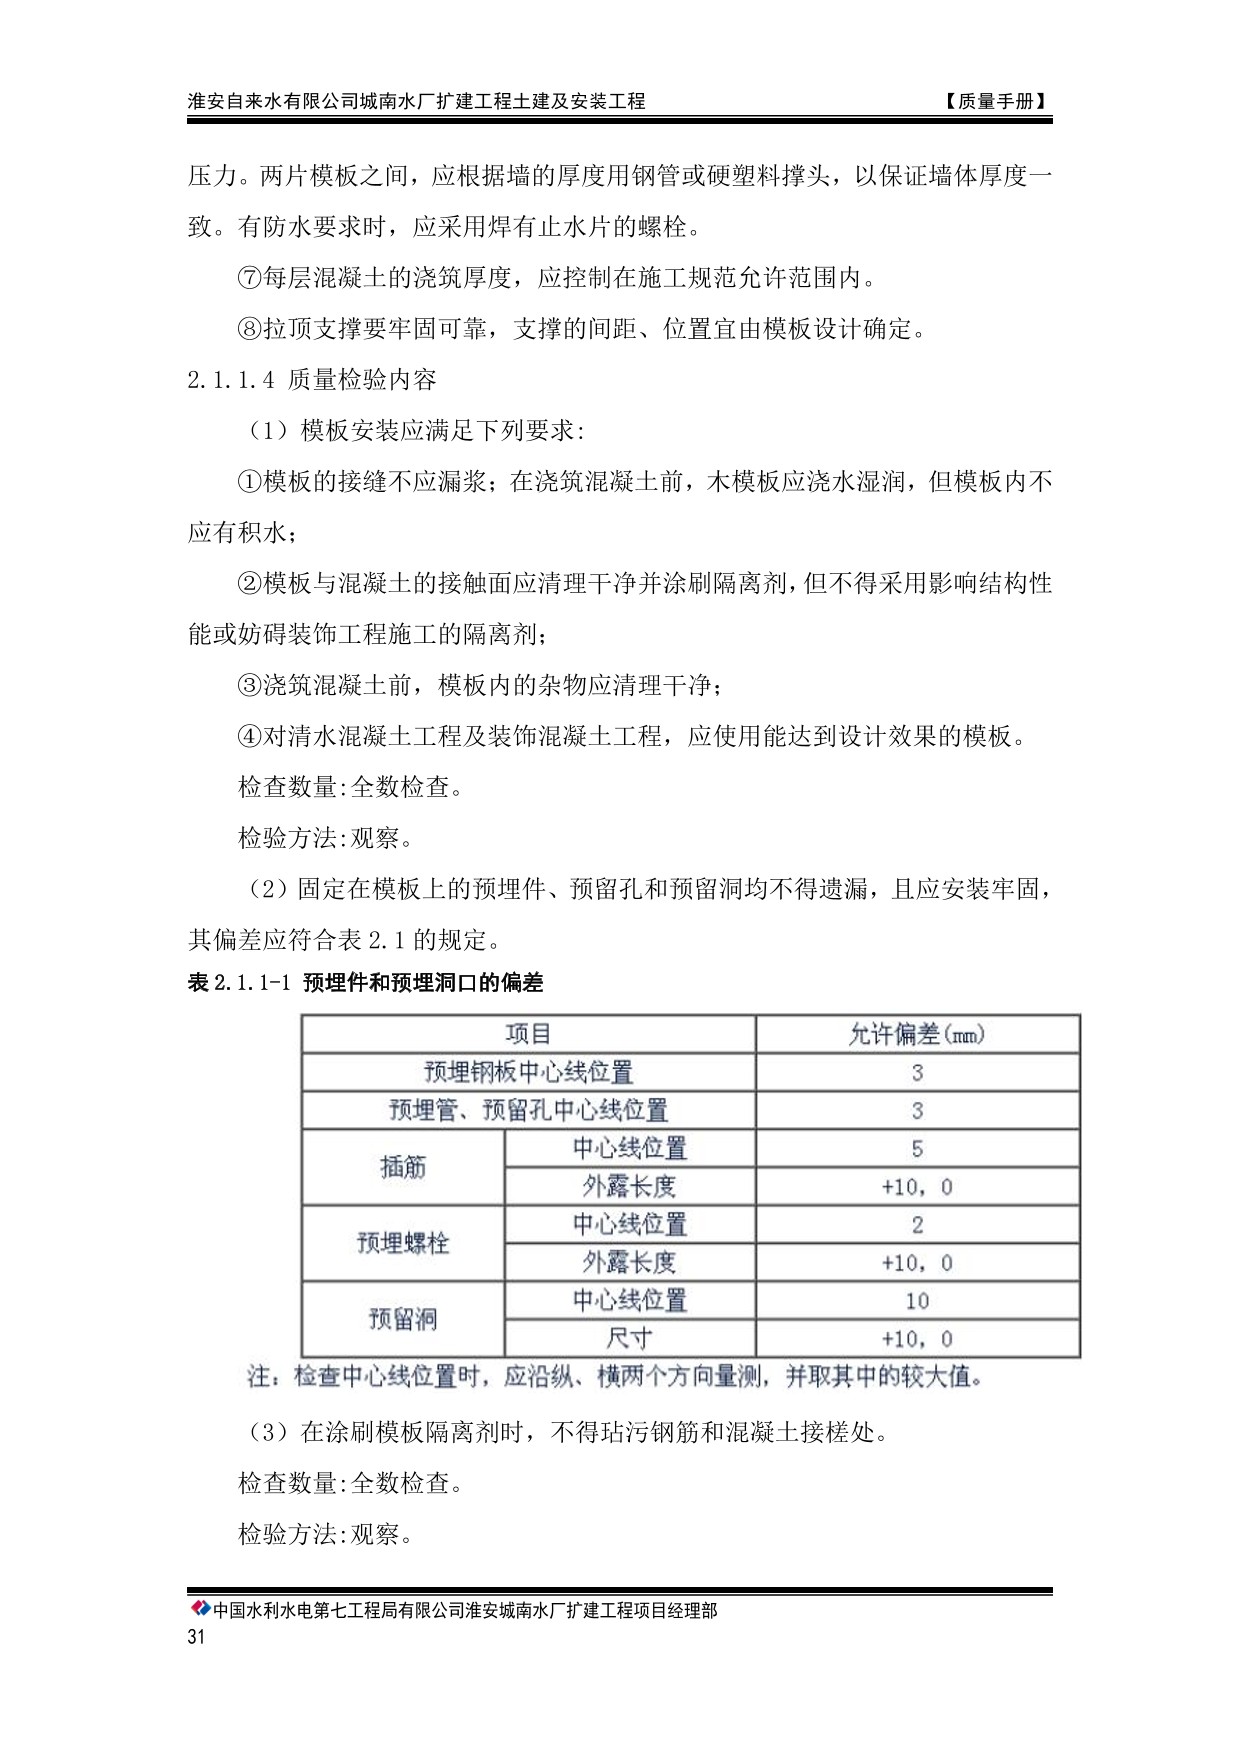 淮安自来水有限公司城南水厂扩建工程土建及安装工程 【质量手册】
压力。两片模板之间，应根据墙的厚度用钢管或硬塑料撑头，以保证墙体厚度一
致。有防水要求时，应采用焊有止水片的螺栓。
⑦每层混凝土的浇筑厚度，应控制在施工规范允许范围内。
⑧拉顶支撑要牢固可靠，支撑的间距、位置宜由模板设计确定。
2.1.1.4 质量检验内容
（1）模板安装应满足下列要求:
①模板的接缝不应漏浆；在浇筑混凝土前，木模板应浇水湿润，但模板内不
应有积水；
②模板与混凝土的接触面应清理干净并涂刷隔离剂，但不得采用影响结构性
能或妨碍装饰工程施工的隔离剂；
③浇筑混凝土前，模板内的杂物应清理干净；
④对清水混凝土工程及装饰混凝土工程，应使用能达到设计效果的模板。
检查数量:全数检查。
检验方法:观察。
（2）固定在模板上的预埋件、预留孔和预留洞均不得遗漏，且应安装牢固，
其偏差应符合表 2.1 的规定。
表 2.1.1-1 预埋件和预埋洞口的偏差
项目 允许偏差(mm)
预埋钢板中心线位置 3
预埋管、预留孔中心线位置 3
插筋 中心线位置 5
外露长度 +10，0
预埋螺栓 中心线位置 2
外露长度 +10，0
预留洞 中心线位置 10
尺寸 +10，0
注：检查中心线位置时，应沿纵、横两个方向量测，并取其中的较大值。
（3）在涂刷模板隔离剂时，不得玷污钢筋和混凝土接槎处。
检查数量:全数检查。
检验方法:观察。
中国水利水电第七工程局有限公司淮安城南水厂扩建工程项目经理部
31